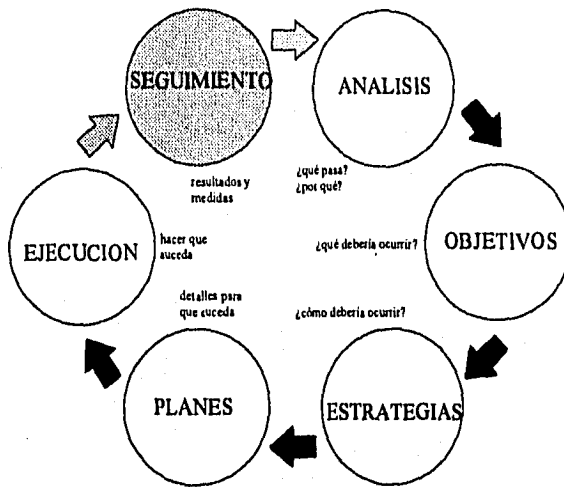 SEGUIMIENTO
ANALISIS
resultados y
medidas
¿qué pasa?
¿por qué?
EJECUCION
hacer que
suceda
¿qué debería ocurrir?
OBJETIVOS
detalles para
que suceda
¿cómo debería ocurrir?
PLANES
ESTRATEGIAS